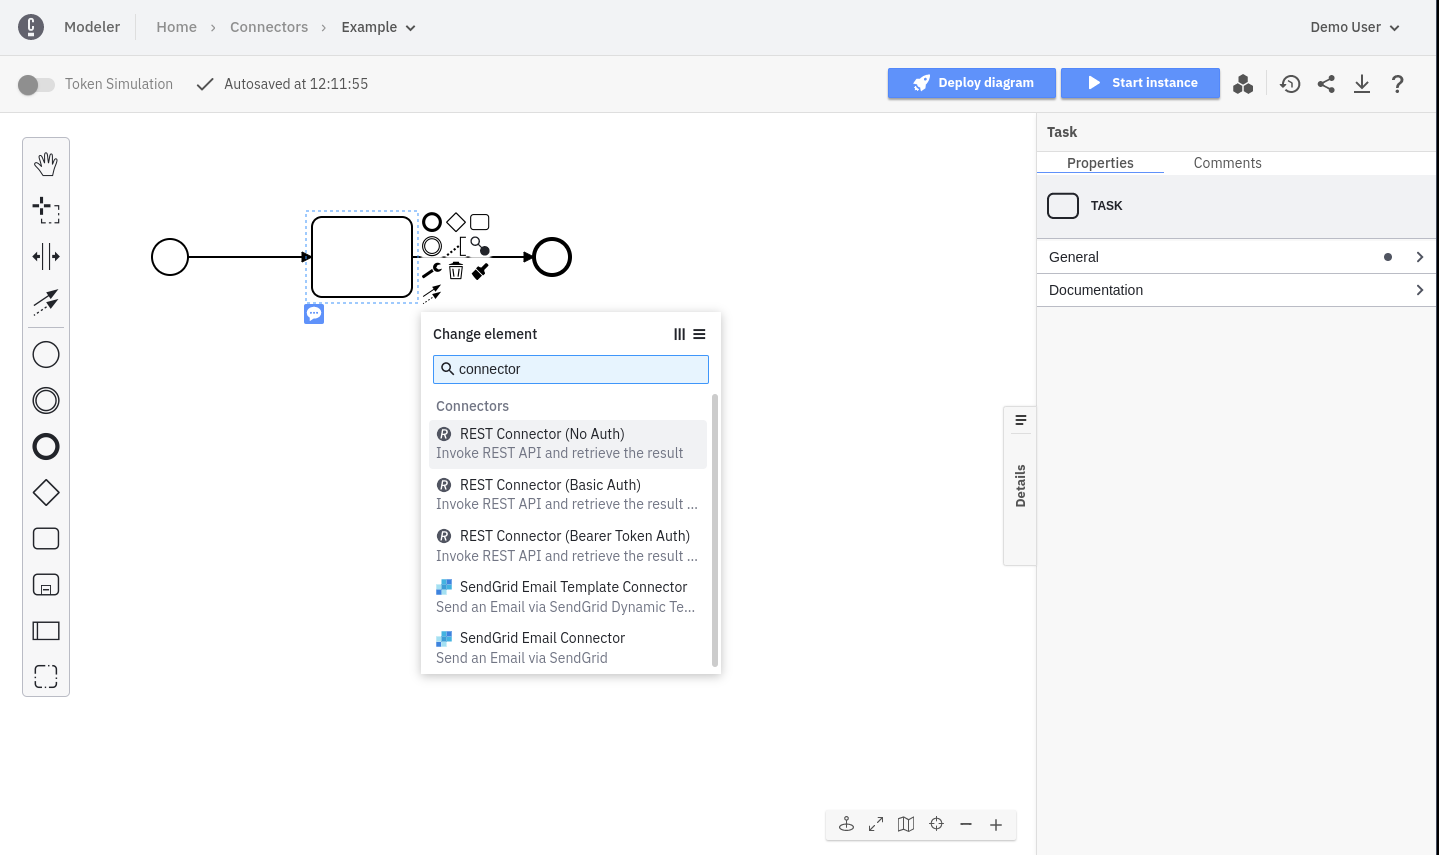 Modeler Home › Connectors › Example Demo User
Token Simulation Autosaved at 12:11:55 Deploy diagram Start instance ?
Task
Properties Comments
TASK
General
Documentation
Change element
connector
Connectors
R REST Connector (No Auth)
Invoke REST API and retrieve the result
R REST Connector (Basic Auth)
Invoke REST API and retrieve the result ...
R REST Connector (Bearer Token Auth)
Invoke REST API and retrieve the result ...
SendGrid Email Template Connector
Send an Email via SendGrid Dynamic Te...
SendGrid Email Connector
Send an Email via SendGrid
Details